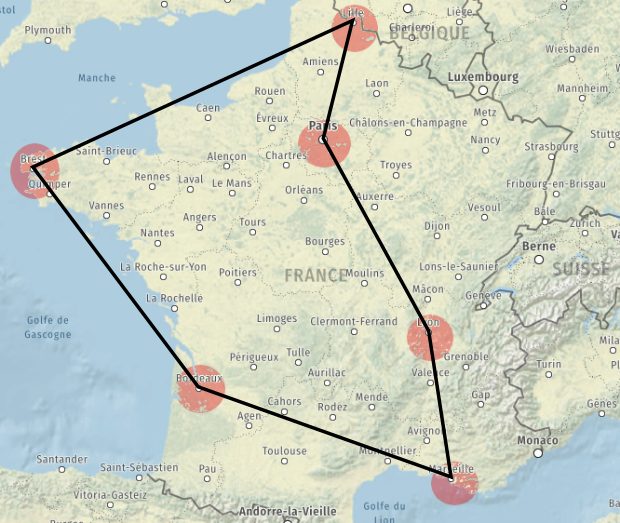 stol
Plymouth
Lille
Charleroi
Liège
BELGIQUE
Wiesbaden
Manche
Amiens
Laon
Luxembourg
Mannheim
Rouen
Caen
Évreux
Paris
Châlons-en-Champagne
Metz
Nancy
Strasbourg
Stuttg
Brest
Saint-Brieuc
Quimper
Rennes
Laval
Le Mans
Alençon
Chartres
Troyes
Orléans
Auxerre
Vesoul
Fribourg-en-Brisgau
Vannes
Angers
Tours
Nantes
Bourges
Dijon
Bâle
Zurich
Va
Berne
La Roche-sur-Yon
Poitiers
FRANCE
Moulins
Lons-le-Saunier
SUISSE
La Rochelle
Mâcon
Genève
Golfe de
Gascogne
Limoges
Clermont-Ferrand
Lyon
Périgueux
Tulle
Grenoble
Mila
Turin
P
Bordeaux
Aurillac
Valence
Cahors
Mende
Gap
Agen
Rodez
Gênes
Avignon
Monaco
Toulouse
Montpellier
Santander
Saint-Sébastien
Pau
Marseille
Vitoria-Gasteiz
Golfe du
Lion
Andorre-la-Vieille
Burgos
Ba